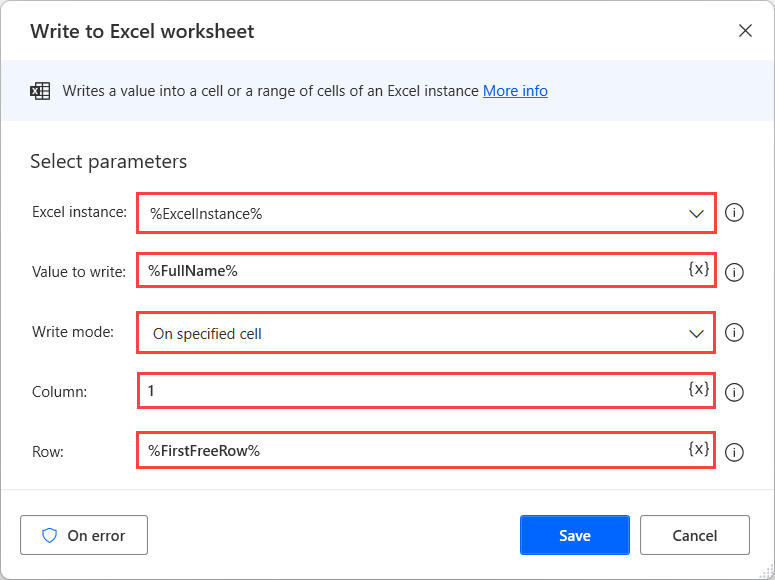 Write to Excel worksheet
Writes a value into a cell or a range of cells of an Excel instance More info
Select parameters
Excel instance: %ExcelInstance%
Value to write: %FullName% {x}
Write mode: On specified cell
Column: 1 {x}
Row: %FirstFreeRow% {x}
On error Save Cancel